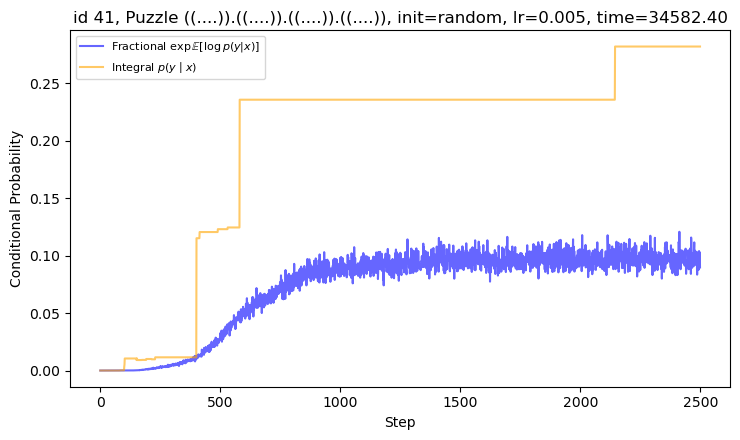 id 41, Puzzle ((....)).((....)).((....)).((....)), init=random, lr=0.005, time=34582.40
Fractional exp𝔼[log p(y|x)]
Integral p(y | x)
Conditional Probability
0.25
0.20
0.15
0.10
0.05
0.00
0 500 1000 1500 2000 2500
Step